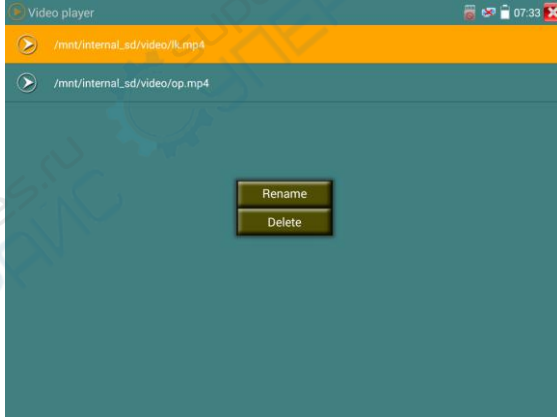 Video player
07:33
/mnt/internal_sd/video/lk.mp4
/mnt/internal_sd/video/op.mp4
Rename
Delete